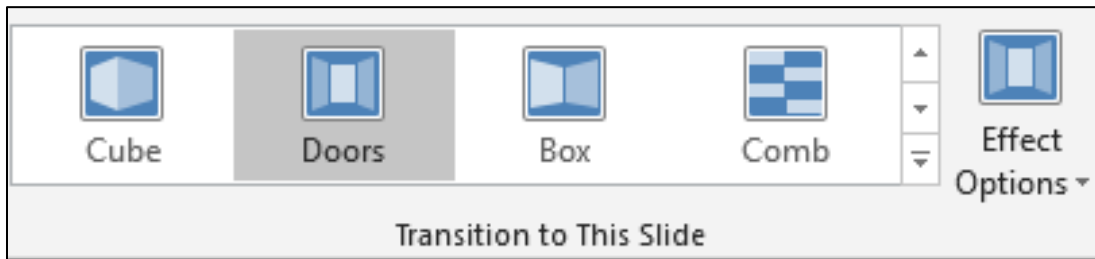 Cube
Doors
Box
Comb
Effect
Options
Transition to This Slide